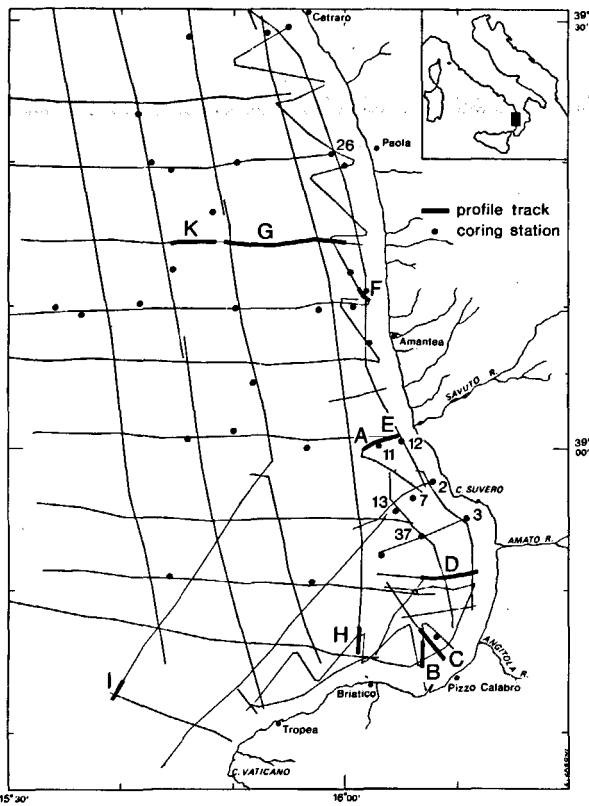 39°
30'
Cetraro
26
Paola
profile track
coring station
K
G
F
Amantea
SAVUTO R.
A
E
39°
00'
11
12
2
C. SUVERO
13
7
3
37
AMATO R.
D
H
C
B
ANGITOLA R.
I
Briatico
Pizzo Calabro
Tropea
C. VATICANO
15°30'
16°00'